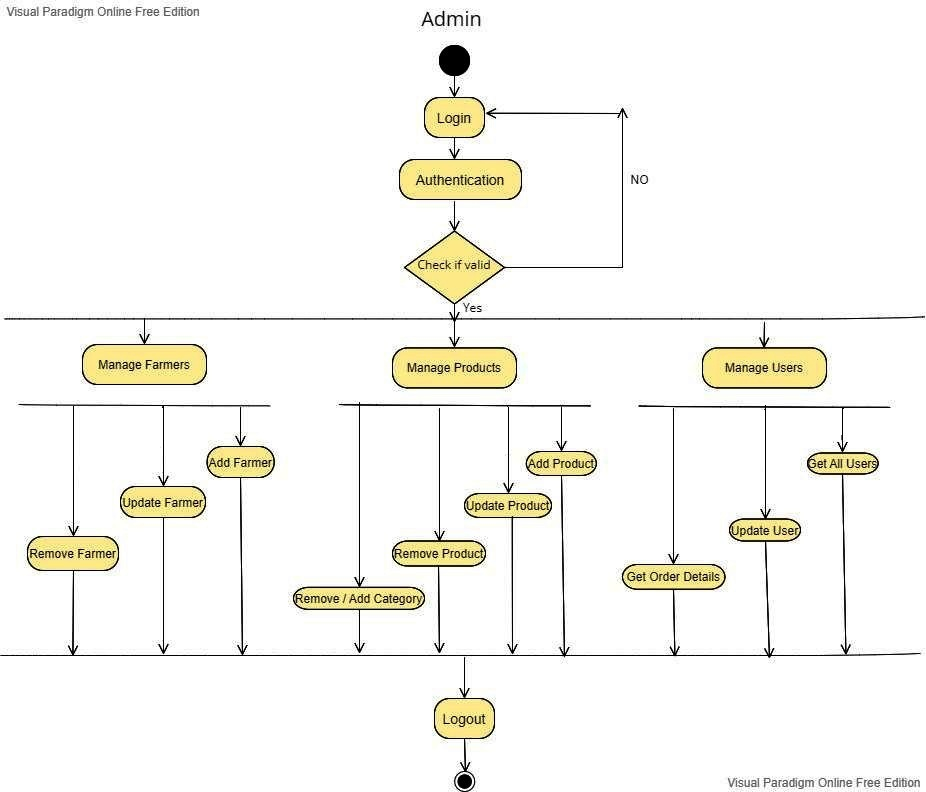 Visual Paradigm Online Free Edition
Admin
Login
Authentication
NO
Check if valid
Yes
Manage Farmers
Manage Products
Manage Users
Add Farmer
Update Farmer
Remove Farmer
Add Product
Update Product
Remove Product
Remove / Add Category
Get All Users
Update User
Get Order Details
Logout
Visual Paradigm Online Free Edition